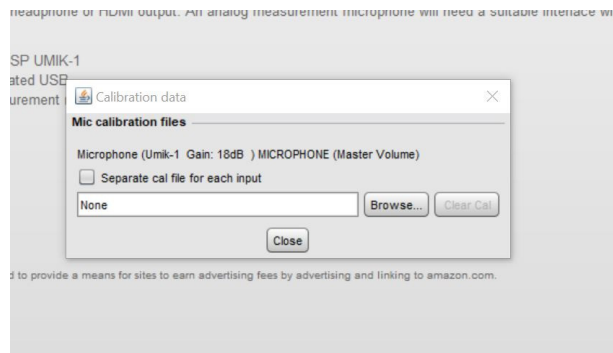 headphone or HDMI output. An analog measurement microphone will need a suitable interface wi
SP UMIK-1
ated USB
urement
Calibration data
Mic calibration files
Microphone (Umik-1 Gain: 18dB ) MICROPHONE (Master Volume)
Separate cal file for each input
None
Browse...
Clear Cal
Close
d to provide a means for sites to earn advertising fees by advertising and linking to amazon.com.